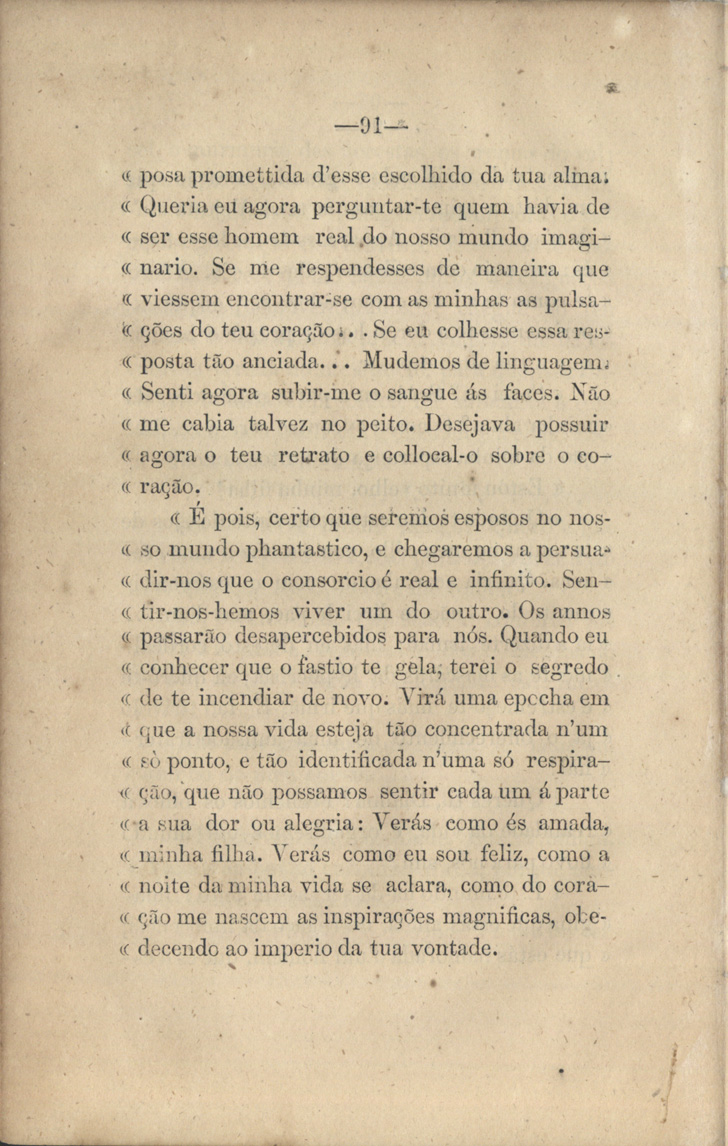 —91—
« posa promettida d'esse escolhido da tua alma.
« Queria eu agora perguntar-te quem havia de
« ser esse homem real do nosso mundo imagi-
« nario. Se me respendesses de maneira que
« viessem encontrar-se com as minhas as pulsa-
« ções do teu coração... Se eu colhesse essa res-
« posta tão anciada... Mudemos de linguagem.
« Senti agora subir-me o sangue ás faces. Não
« me cabia talvez no peito. Desejava possuir
« agora o teu retrato e collocal-o sobre o co-
« ração.
« É pois, certo que seremos esposos no nos-
« so mundo phantastico, e chegaremos a persua-
« dir-nos que o consorcio é real e infinito. Sen-
« tir-nos-hemos viver um do outro. Os annos
« passarão desapercebidos para nós. Quando eu
« conhecer que o fastio te gela, terei o segredo
« de te incendiar de novo. Virá uma epocha em
« que a nossa vida esteja tão concentrada n'um
« sò ponto, e tão identificada n'uma só respira-
« ção, que não possamos sentir cada um á parte
« a sua dor ou alegria: Verás como és amada,
« minha filha. Verás como eu sou feliz, como a
« noite da minha vida se aclara, como do cora-
« ção me nascem as inspirações magnificas, obe-
« decendo ao imperio da tua vontade.